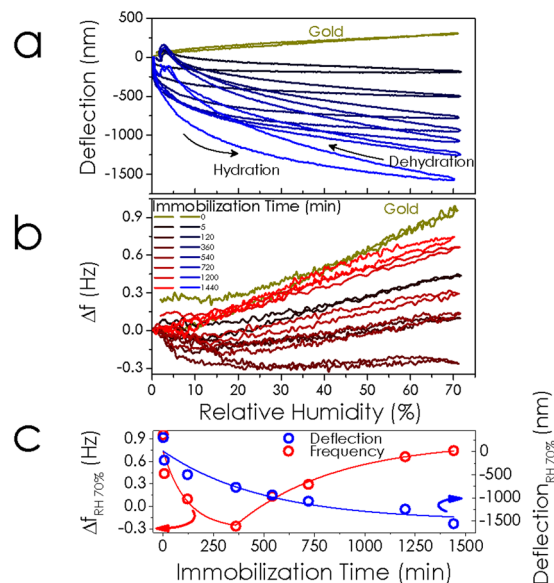 a
500
0
-500
-1000
-1500
Deflection (nm)
Gold
Hydration
Dehydration
b
0.9
0.6
0.3
0.0
-0.3
Δf (Hz)
Immobilization Time (min)
0 5
120
360
540
720
1200
1440
Gold
0 10 20 30 40 50 60 70 80
Relative Humidity (%)
c
0.9
0.6
0.3
0.0
-0.3
Δf RH 70% (Hz)
Deflection
Frequency
0
-500
-1000
-1500
Deflection RH 70% (nm)
0 250 500 750 1000 1250 1500
Immobilization Time (min)